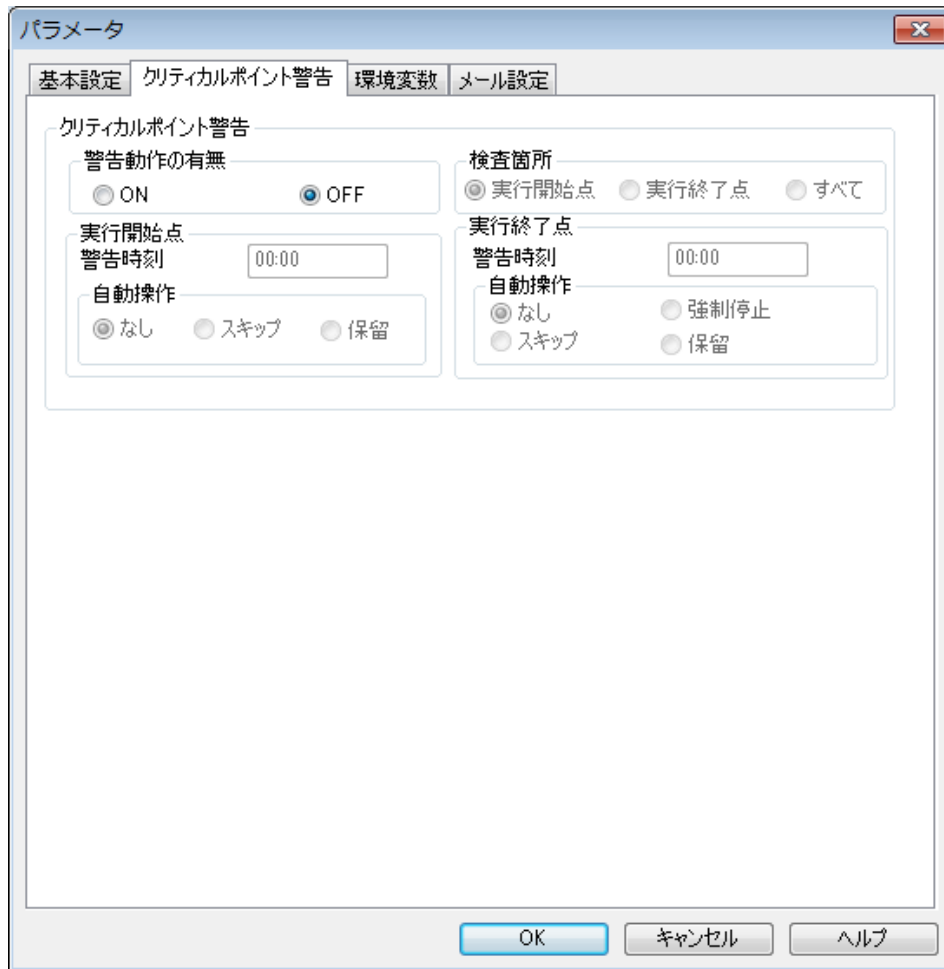 パラメータ
基本設定 クリティカルポイント警告 環境変数 メール設定
クリティカルポイント警告
警告動作の有無
ON OFF
検査箇所
実行開始点 実行終了点 すべて
実行開始点
警告時刻 00:00
自動操作
なし スキップ 保留
実行終了点
警告時刻 00:00
自動操作
なし 強制停止
スキップ 保留
OK キャンセル ヘルプ